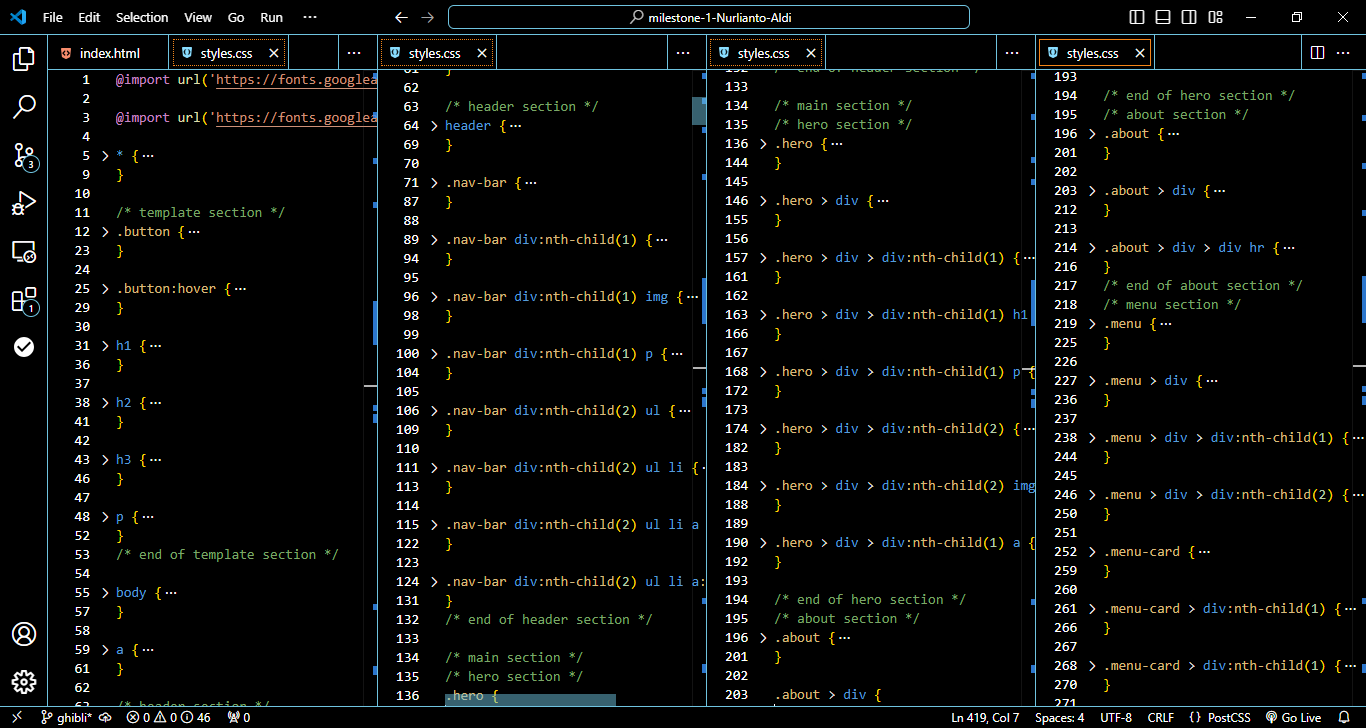 File Edit Selection View Go Run ···
milestone-1-Nurlianto-Aldi
index.html
styles.css
1 @import url('https://fonts.googlea
2
3 @import url('https://fonts.googlea
4
5 * {···
9 }
10
11 /* template section */
12 .button {···
23 }
24
25 .button:hover {···
29 }
30
31 h1 {···
36 }
37
38 h2 {···
41 }
42
43 h3 {···
46 }
47
48 p {···
52 }
53 /* end of template section */
54
55 body {···
57 }
58
59 a {···
61 }
62
/* header section */
styles.css
61 }
62
63 /* header section */
64 header {···
69 }
70
71 .nav-bar {···
87 }
88
89 .nav-bar div:nth-child(1) {···
94 }
95
96 .nav-bar div:nth-child(1) img {···
98 }
99
100 .nav-bar div:nth-child(1) p {···
104 }
105
106 .nav-bar div:nth-child(2) ul {···
109 }
110
111 .nav-bar div:nth-child(2) ul li {·
113 }
114
115 .nav-bar div:nth-child(2) ul li a
122 }
123
124 .nav-bar div:nth-child(2) ul li a:
131 }
132 /* end of header section */
133
134 /* main section */
135 /* hero section */
136 .hero {
styles.css
132 /* end of header section */
133
134 /* main section */
135 /* hero section */
136 .hero {···
144 }
145
146 .hero > div {···
155 }
156
157 .hero > div > div:nth-child(1) {···
161 }
162
163 .hero > div > div:nth-child(1) h1
166 }
167
168 .hero > div > div:nth-child(1) p {
172 }
173
174 .hero > div > div:nth-child(2) {···
182 }
183
184 .hero > div > div:nth-child(2) img
188 }
189
190 .hero > div > div:nth-child(1) a {
192 }
193
194 /* end of hero section */
195 /* about section */
196 .about {···
201 }
202
203 .about > div {
styles.css
193
194 /* end of hero section */
195 /* about section */
196 .about {···
201 }
202
203 .about > div {···
212 }
213
214 .about > div > div hr {···
216 }
217 /* end of about section */
218 /* menu section */
219 .menu {···
225 }
226
227 .menu > div {···
236 }
237
238 .menu > div > div:nth-child(1) {···
244 }
245
246 .menu > div > div:nth-child(2) {···
250 }
251
252 .menu-card {···
259 }
260
261 .menu-card > div:nth-child(1) {···
266 }
267
268 .menu-card > div:nth-child(1) {···
270 }
271
3
1
ghibli* 0 0 46 0 Ln 419, Col 7 Spaces: 4 UTF-8 CRLF {} PostCSS Go Live